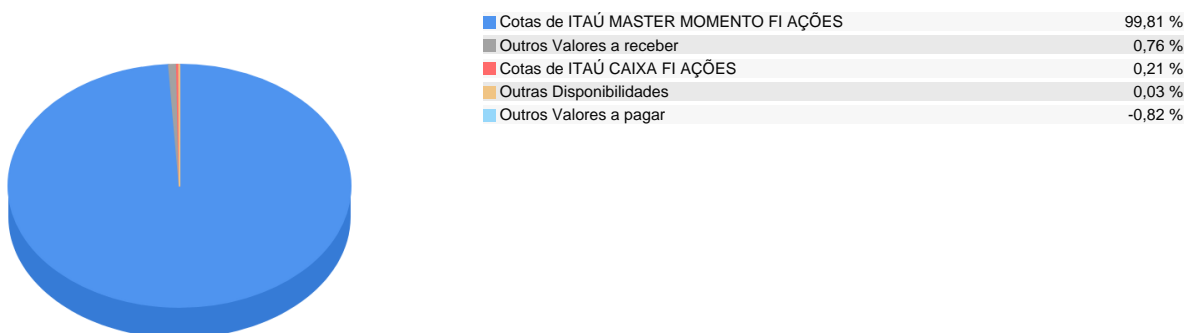 Cotas de ITAÚ MASTER MOMENTO FI AÇÕES 99,81 %
Outros Valores a receber 0,76 %
Cotas de ITAÚ CAIXA FI AÇÕES 0,21 %
Outras Disponibilidades 0,03 %
Outros Valores a pagar -0,82 %